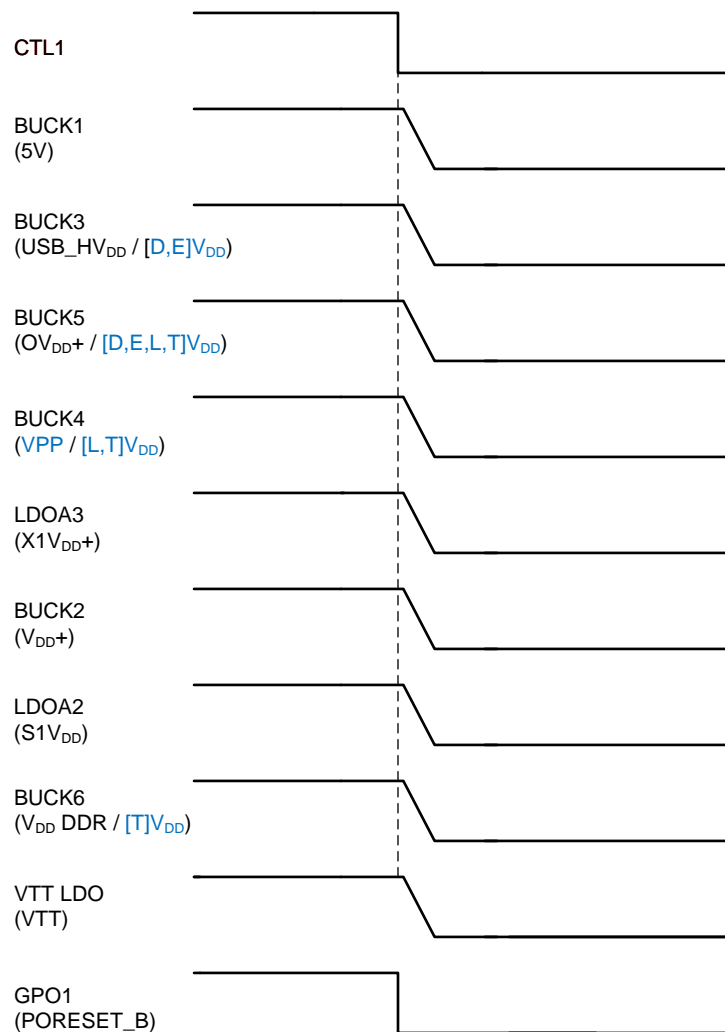 CTL1
BUCK1
(5V)
BUCK3
(USB_HVDD / [D,E]VDD)
BUCK5
(OVDD+ / [D,E,L,T]VDD)
BUCK4
(VPP / [L,T]VDD)
LDOA3
(X1VDD+)
BUCK2
(VDD+)
LDOA2
(S1VDD)
BUCK6
(VDD DDR / [T]VDD)
VTT LDO
(VTT)
GPO1
(PORESET_B)